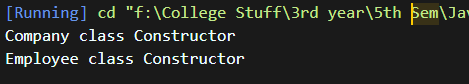 [Running] cd "f:\College Stuff\3rd year\5th Sem\Jav
Company class Constructor
Employee class Constructor